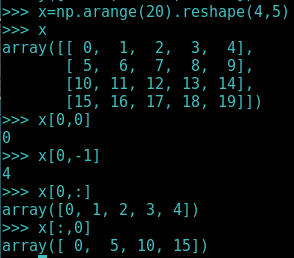 >>> x=np.arange(20).reshape(4,5)
>>> x
array([[ 0,  1,  2,  3,  4],
       [ 5,  6,  7,  8,  9],
       [10, 11, 12, 13, 14],
       [15, 16, 17, 18, 19]])
>>> x[0,0]
0
>>> x[0,-1]
4
>>> x[0,:]
array([0, 1, 2, 3, 4])
>>> x[:,0]
array([ 0,  5, 10, 15])